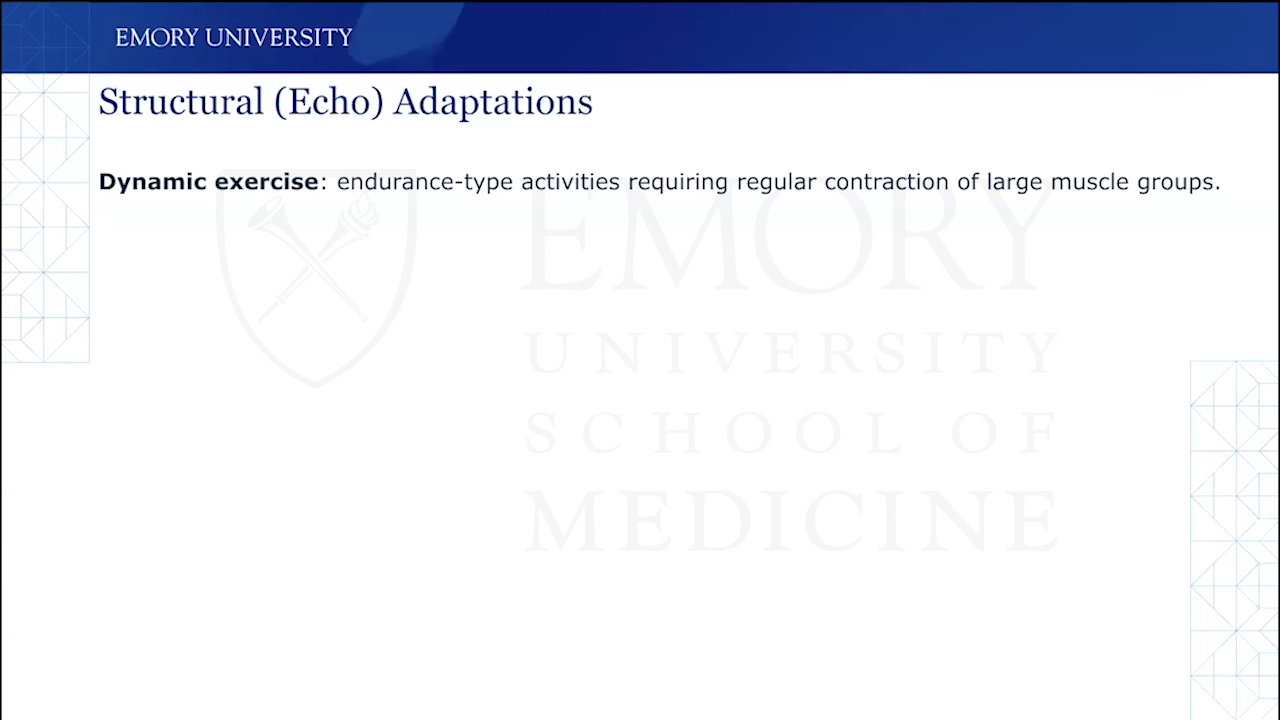 EMORY UNIVERSITY
Structural (Echo) Adaptations
Dynamic exercise: endurance-type activities requiring regular contraction of large muscle groups.
EMORY
UNIVERSITY
SCHOOL OF
MEDICINE